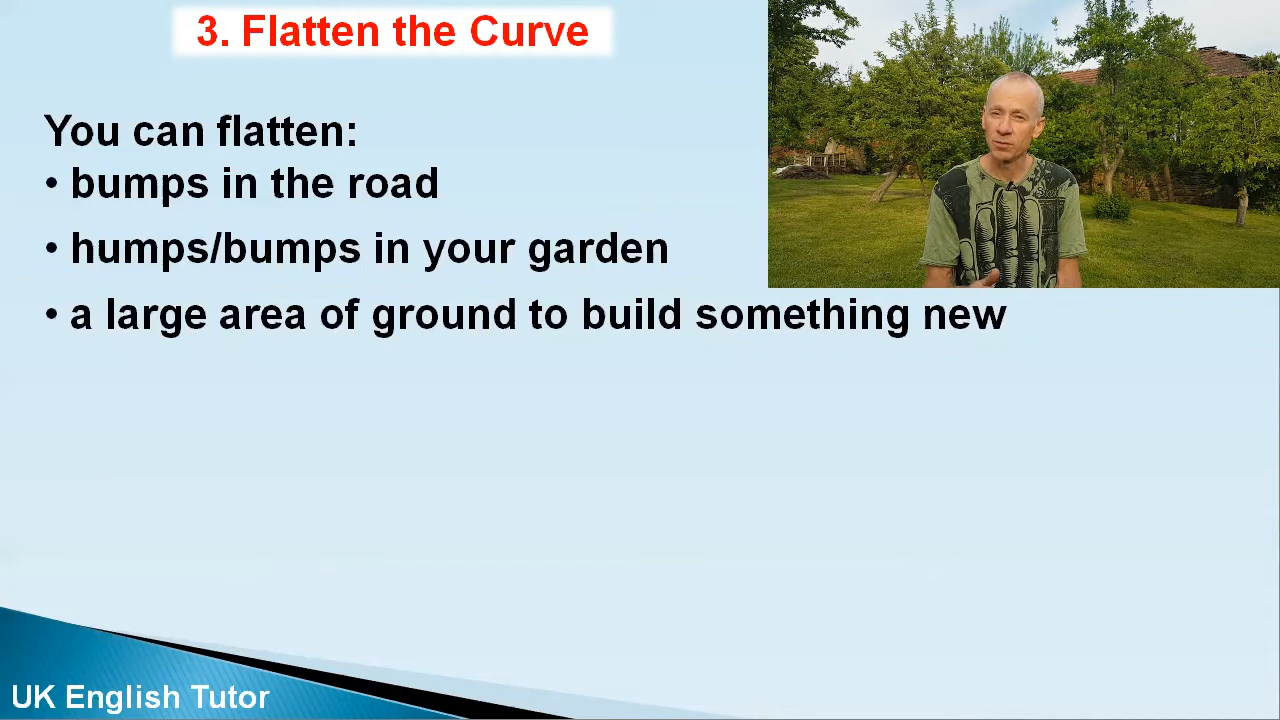 3. Flatten the Curve
You can flatten:
• bumps in the road
• humps/bumps in your garden
• a large area of ground to build something new
UK English Tutor